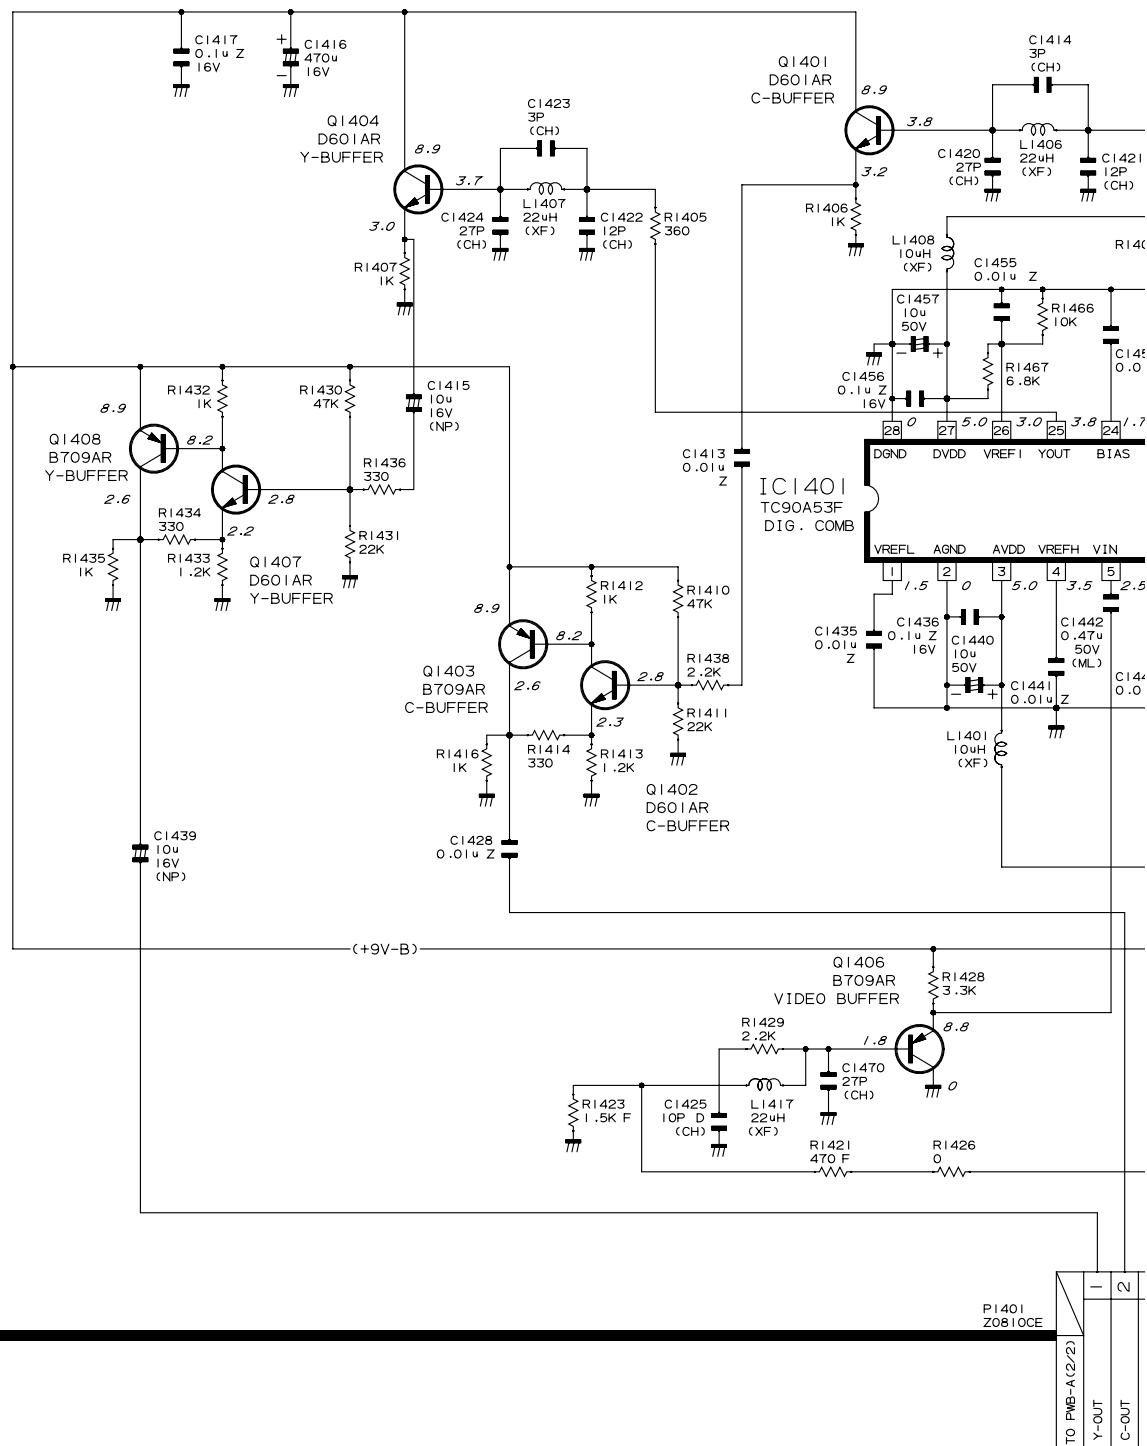 C1417
0.1u Z
16V
+
C1416
470u
16V
−
Q1404
D601AR
Y-BUFFER
8.9
3.7
3.0
C1423
3P
(CH)
L1407
22uH
(XF)
C1424
27P
(CH)
C1422
12P
(CH)
R1405
360
R1407
1K
Q1401
D601AR
C-BUFFER
8.9
3.8
3.2
C1414
3P
(CH)
L1406
22uH
(XF)
C1420
27P
(CH)
C1421
12P
(CH)
R1406
1K
L1408
10uH
(XF)
C1455
0.01u Z
C1457
10u
50V
−
+
R1466
10K
R1467
6.8K
C1456
0.1u Z
16V
0.0
28
0
27
5.0
26
3.0
25
3.8
24
1.7
DGND
DVDD
VREFI
YOUT
BIAS
IC1401
TC90A53F
DIG. COMB
VREFL
AGND
AVDD
VREFH
VIN
1
1.5
2
0
3
5.0
4
3.5
5
2.5
R1432
1K
R1430
47K
C1415
10u
16V
(NP)
8.9
Q1408
B709AR
Y-BUFFER
8.2
2.6
2.8
R1436
330
R1434
330
2.2
R1435
1K
R1433
1.2K
Q1407
D601AR
Y-BUFFER
R1431
22K
C1413
0.01u
Z
R1412
1K
R1410
47K
8.9
8.2
Q1403
B709AR
C-BUFFER
2.6
2.8
R1438
2.2K
2.3
R1411
22K
R1416
1K
R1414
330
R1413
1.2K
Q1402
D601AR
C-BUFFER
C1435
0.01u
Z
C1436
0.1u Z
16V
C1440
10u
50V
−
+
C1441
0.01u Z
C1442
0.47u
50V
(ML)
0.0
L1401
10uH
(XF)
C1439
10u
16V
(NP)
C1428
0.01u Z
(+9V-B)
Q1406
B709AR
VIDEO BUFFER
R1428
3.3K
8.8
1.8
0
R1429
2.2K
C1470
27P
(CH)
R1423
1.5K F
C1425
10P D
(CH)
L1417
22uH
(XF)
R1421
470 F
R1426
0
P1401
Z0810CE
1
2
TO PWB-A(2/2)
Y-OUT
C-OUT